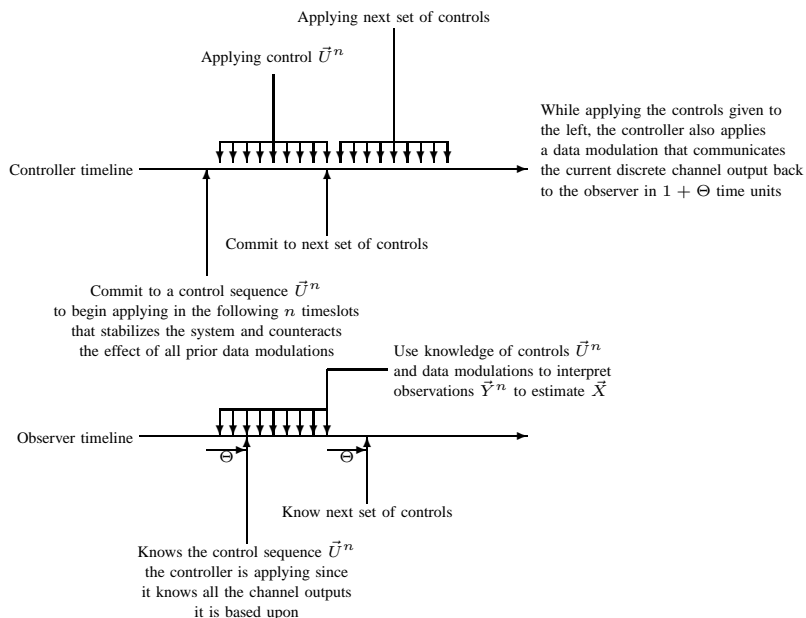 Applying next set of controls
Applying control $\vec{U}^n$
While applying the controls given to
the left, the controller also applies
a data modulation that communicates
the current discrete channel output back
to the observer in 1 + Θ time units
Controller timeline
Commit to next set of controls
Commit to a control sequence $\vec{U}^n$
to begin applying in the following $n$ timeslots
that stabilizes the system and counteracts
the effect of all prior data modulations
Use knowledge of controls $\vec{U}^n$
and data modulations to interpret
observations $\vec{Y}^n$ to estimate $\vec{X}$
Observer timeline
Θ
Θ
Know next set of controls
Knows the control sequence $\vec{U}^n$
the controller is applying since
it knows all the channel outputs
it is based upon